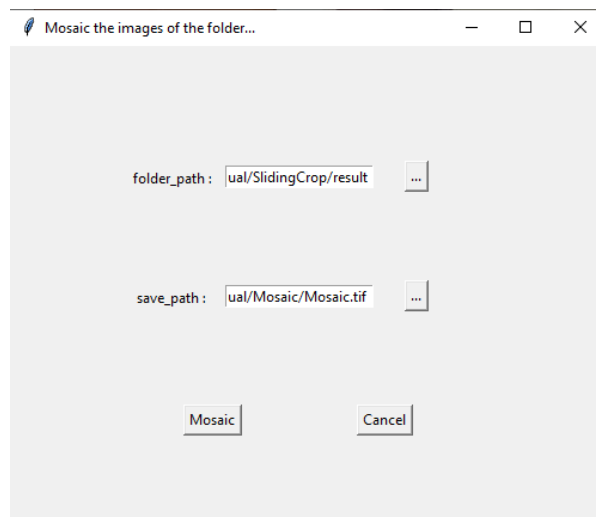 Mosaic the images of the folder...
folder_path : ual/SlidingCrop/result ...
save_path : ual/Mosaic/Mosaic.tif ...
Mosaic Cancel